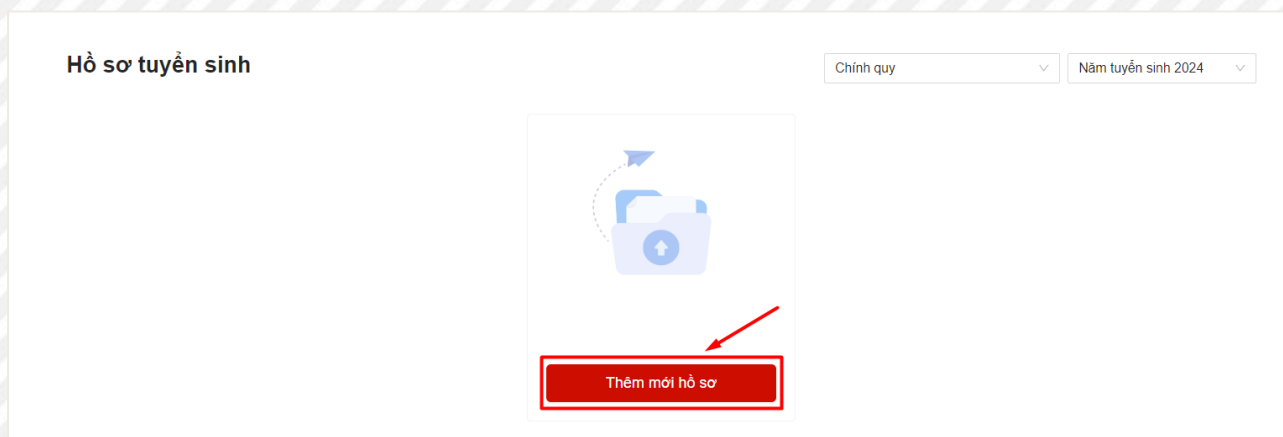 Hồ sơ tuyển sinh
Chính quy
Năm tuyển sinh 2024
Thêm mới hồ sơ